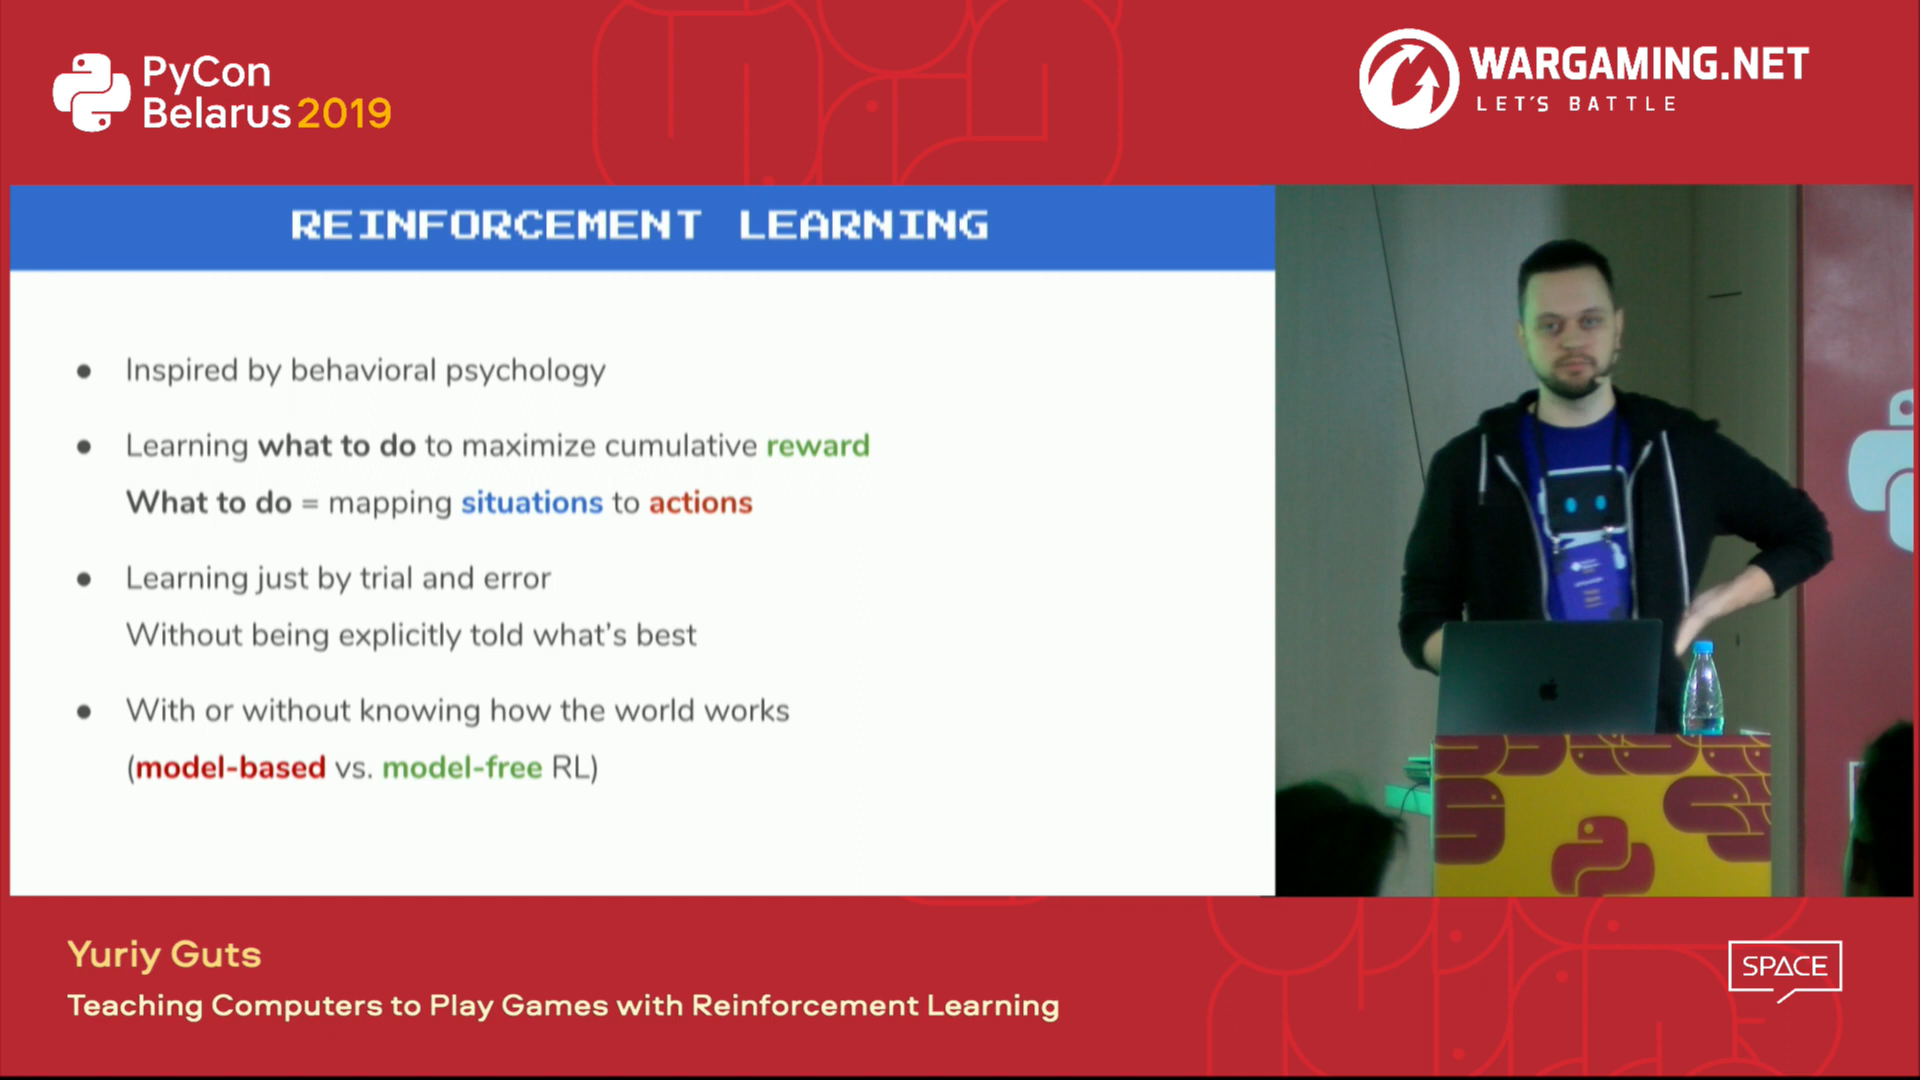 PyCon
Belarus 2019
WARGAMING.NET
LET'S BATTLE
REINFORCEMENT LEARNING
● Inspired by behavioral psychology
● Learning what to do to maximize cumulative reward
What to do = mapping situations to actions
● Learning just by trial and error
Without being explicitly told what's best
● With or without knowing how the world works
(model-based vs. model-free RL)
Yuriy Guts
Teaching Computers to Play Games with Reinforcement Learning
SPACE